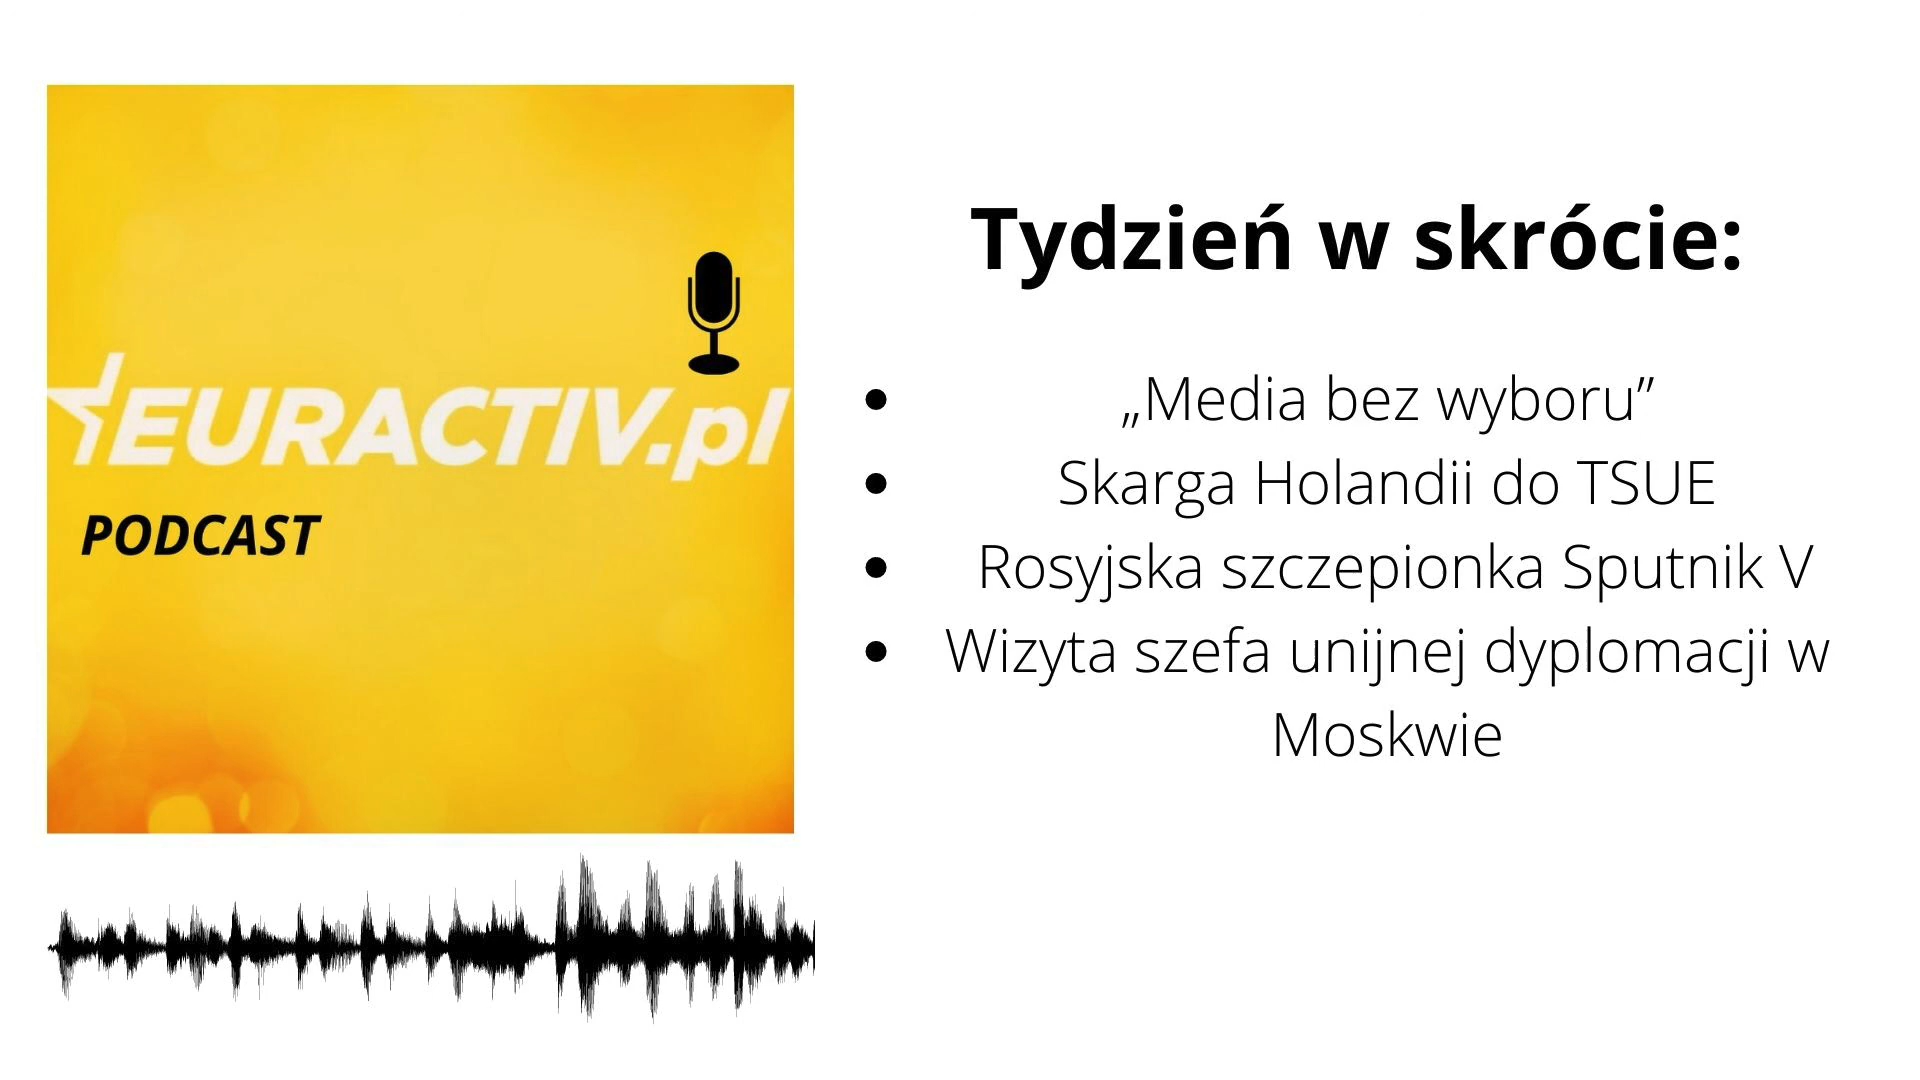 EURACTIV.pl
PODCAST
Tydzień w skrócie:
• „Media bez wyboru”
• Skarga Holandii do TSUE
• Rosyjska szczepionka Sputnik V
• Wizyta szefa unijnej dyplomacji w
Moskwie